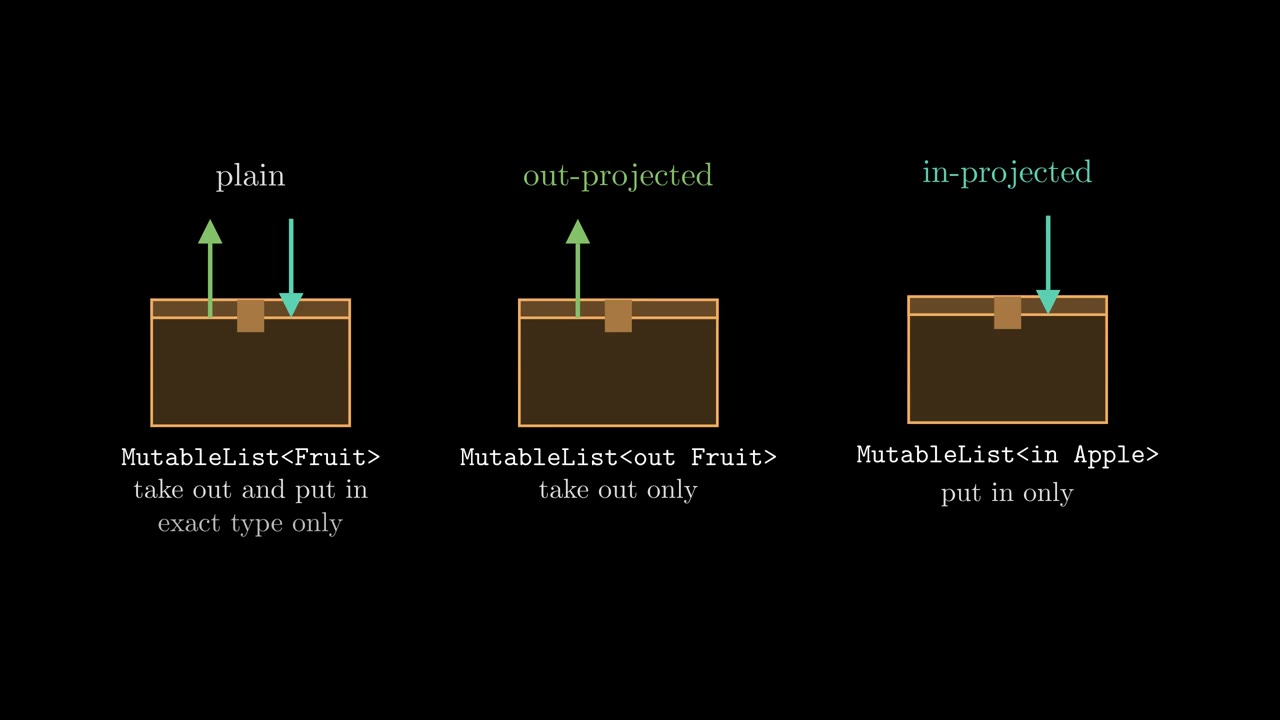 plain
out-projected
in-projected
MutableList<Fruit>
take out and put in
exact type only
MutableList<out Fruit>
take out only
MutableList<in Apple>
put in only